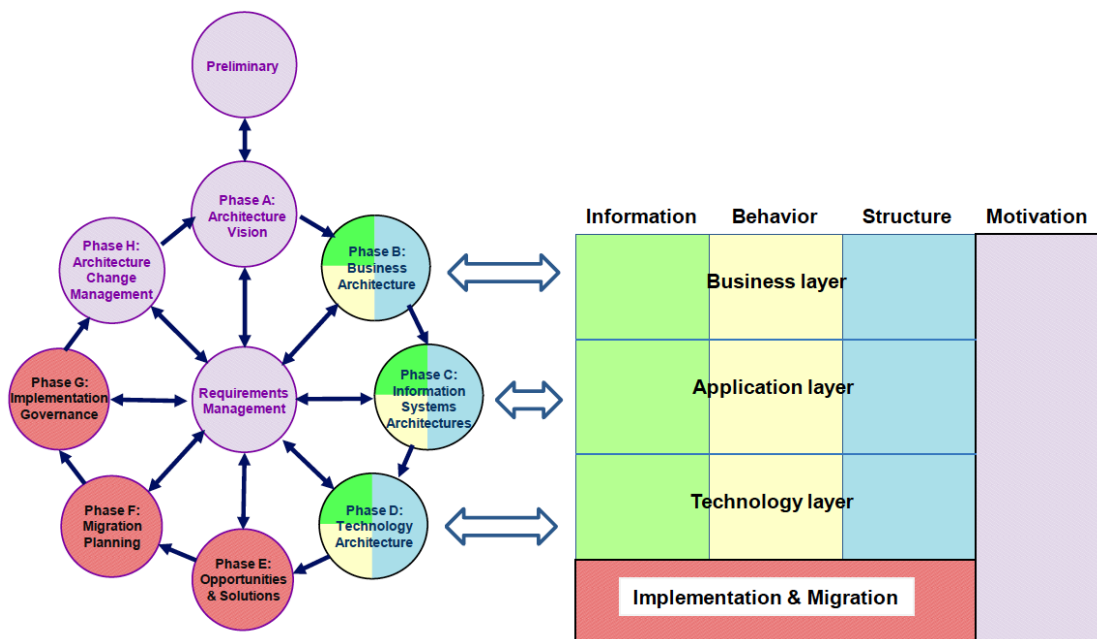 Preliminary
Phase A:
Architecture
Vision
Phase H:
Architecture
Change
Management
Phase B:
Business
Architecture
Phase G:
Implementation
Governance
Requirements
Management
Phase C:
Information
Systems
Architectures
Phase F:
Migration
Planning
Phase D:
Technology
Architecture
Phase E:
Opportunities
& Solutions
Information Behavior Structure Motivation
Business layer
Application layer
Technology layer
Implementation & Migration